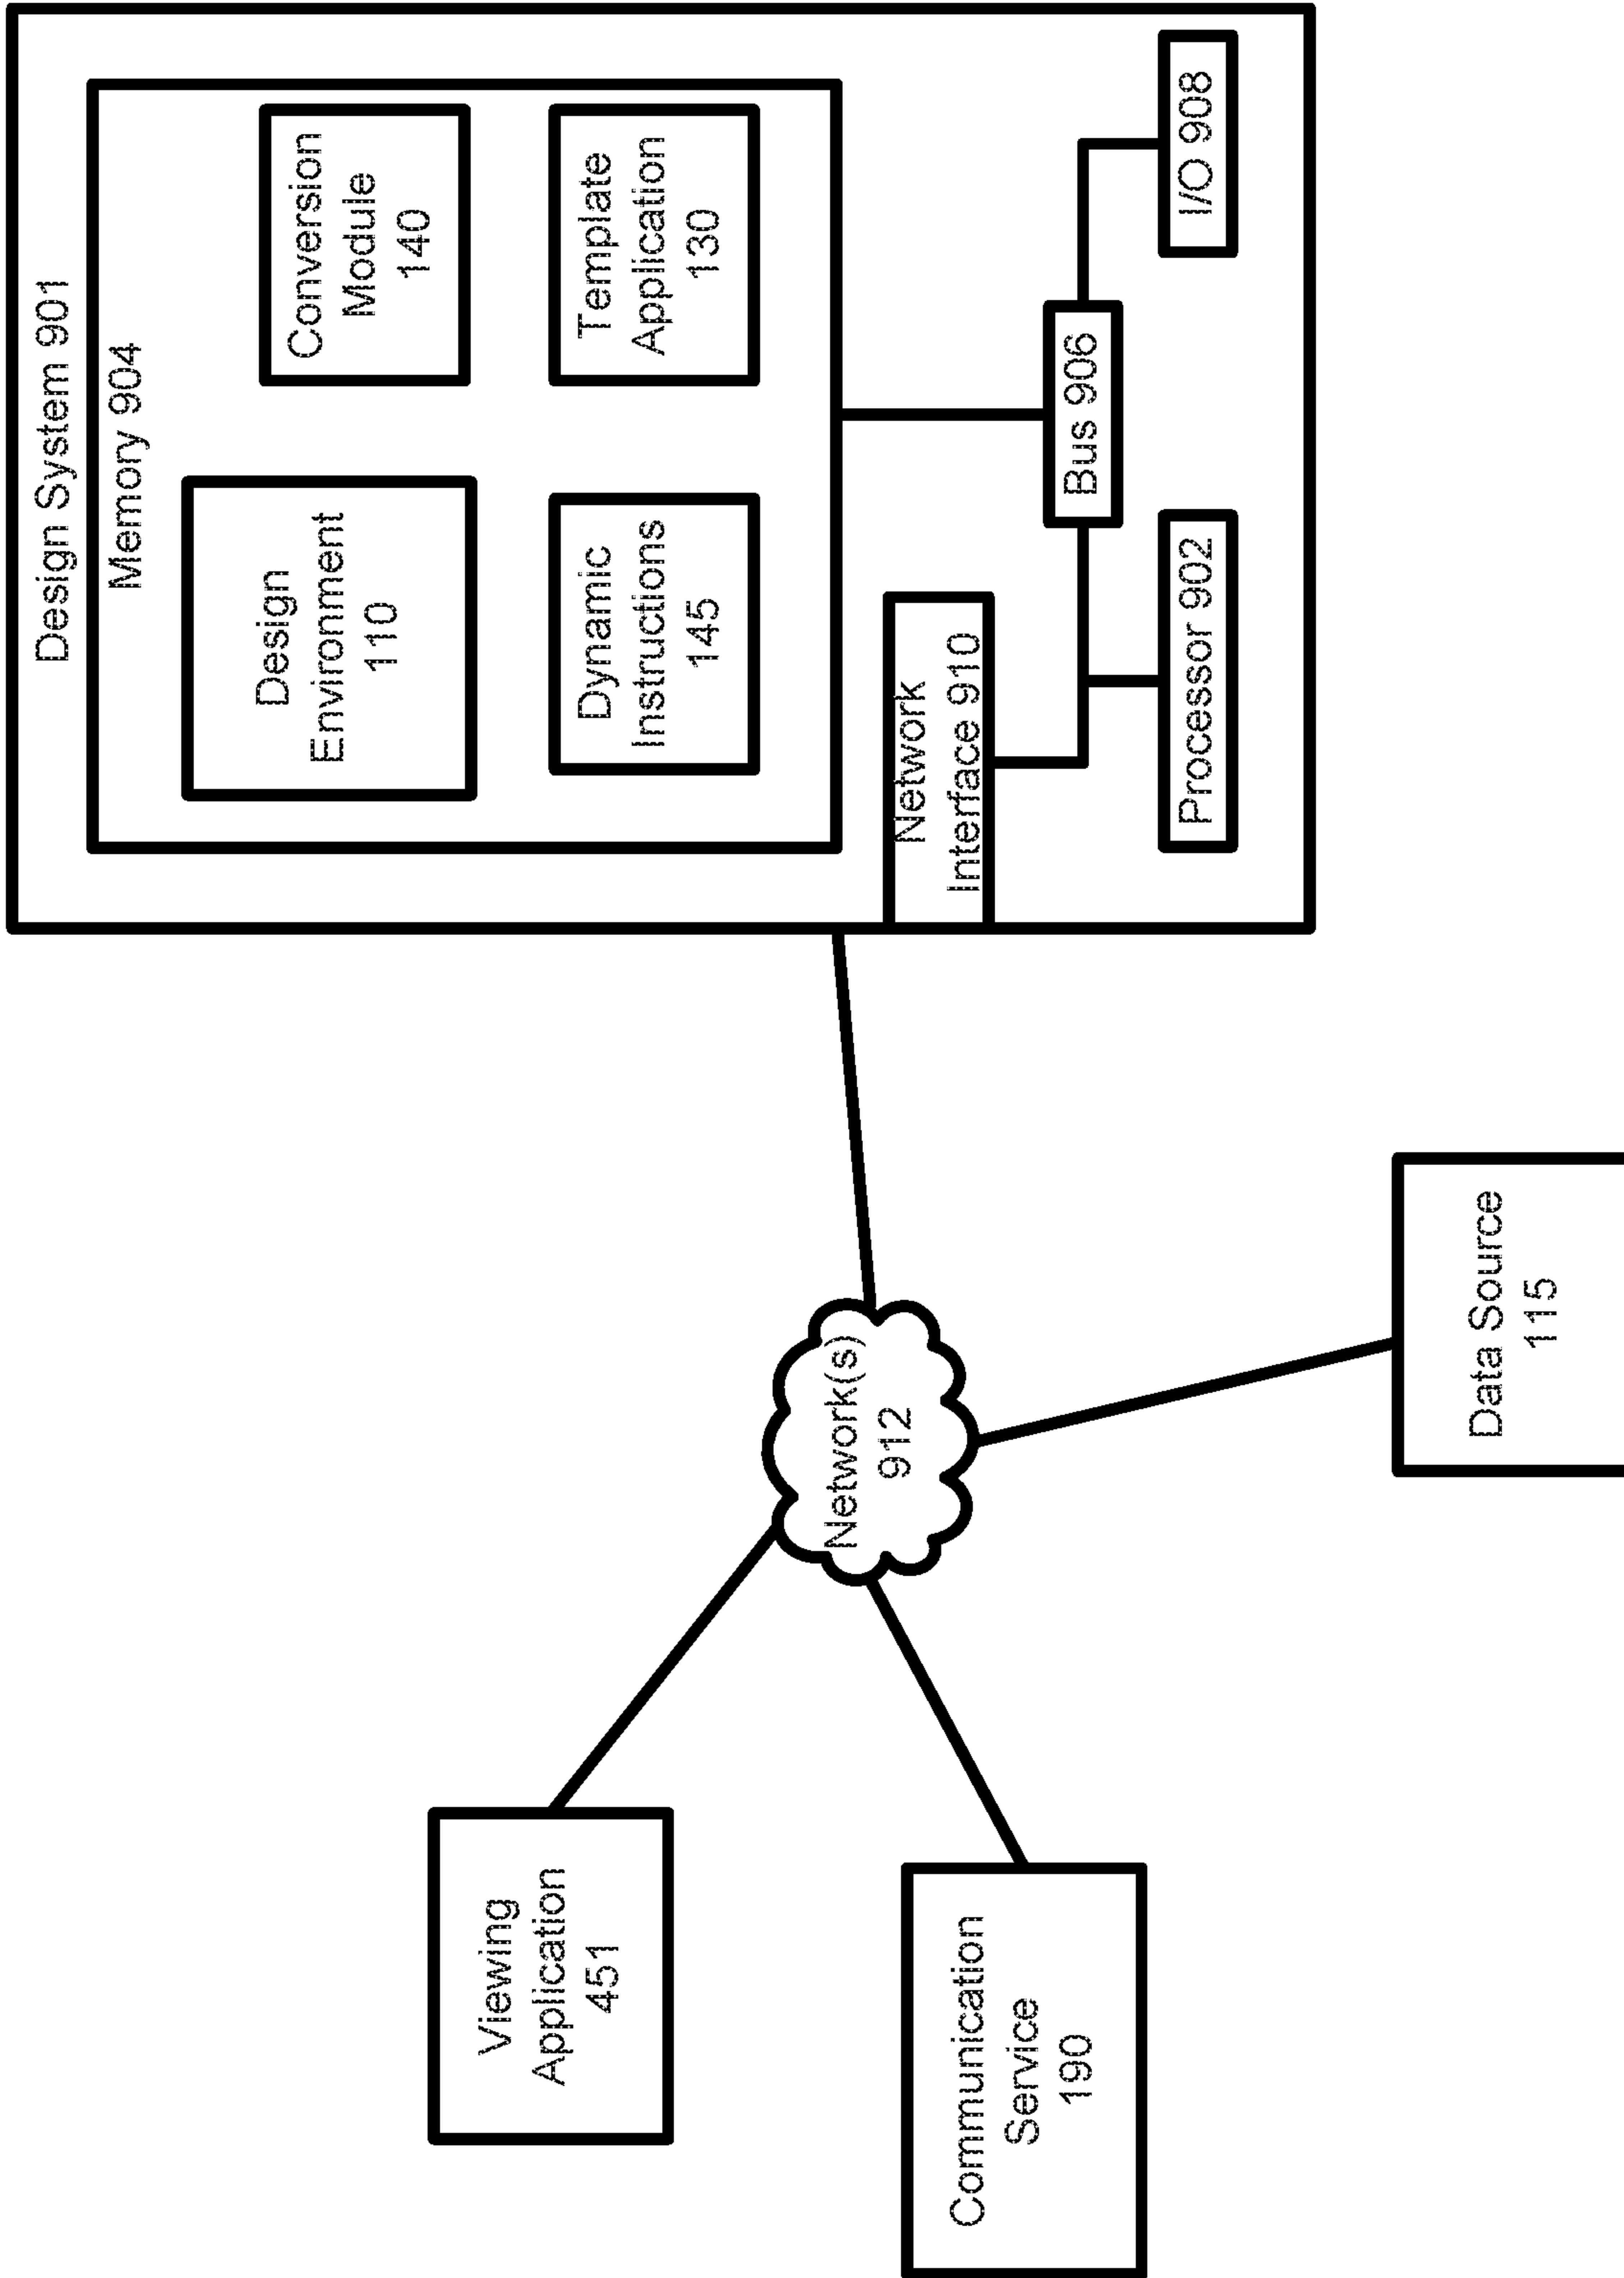 Design System 901
Memory 904
Design
Environment
110
Conversion
Module
140
Dynamic
Instructions
145
Template
Application
130
Network
Interface 910
Bus 906
Processor 902
I/O 908
Viewing
Application
451
Network(s)
912
Communication
Service
190
Data Source
115